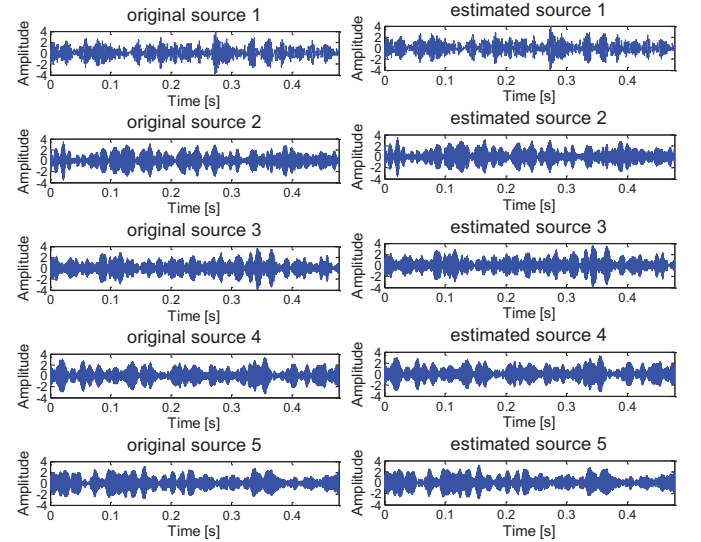 original source 1
Amplitude
4
2
0
-2
-4
0 0.1 0.2 0.3 0.4
Time [s]
estimated source 1
Amplitude
4
2
0
-2
-4
0 0.1 0.2 0.3 0.4
Time [s]
original source 2
Amplitude
4
2
0
-2
-4
0 0.1 0.2 0.3 0.4
Time [s]
estimated source 2
Amplitude
4
2
0
-2
-4
0 0.1 0.2 0.3 0.4
Time [s]
original source 3
Amplitude
4
2
0
-2
-4
0 0.1 0.2 0.3 0.4
Time [s]
estimated source 3
Amplitude
4
2
0
-2
-4
0 0.1 0.2 0.3 0.4
Time [s]
original source 4
Amplitude
4
2
0
-2
-4
0 0.1 0.2 0.3 0.4
Time [s]
estimated source 4
Amplitude
4
2
0
-2
-4
0 0.1 0.2 0.3 0.4
Time [s]
original source 5
Amplitude
4
2
0
-2
-4
0 0.1 0.2 0.3 0.4
Time [s]
estimated source 5
Amplitude
4
2
0
-2
-4
0 0.1 0.2 0.3 0.4
Time [s]